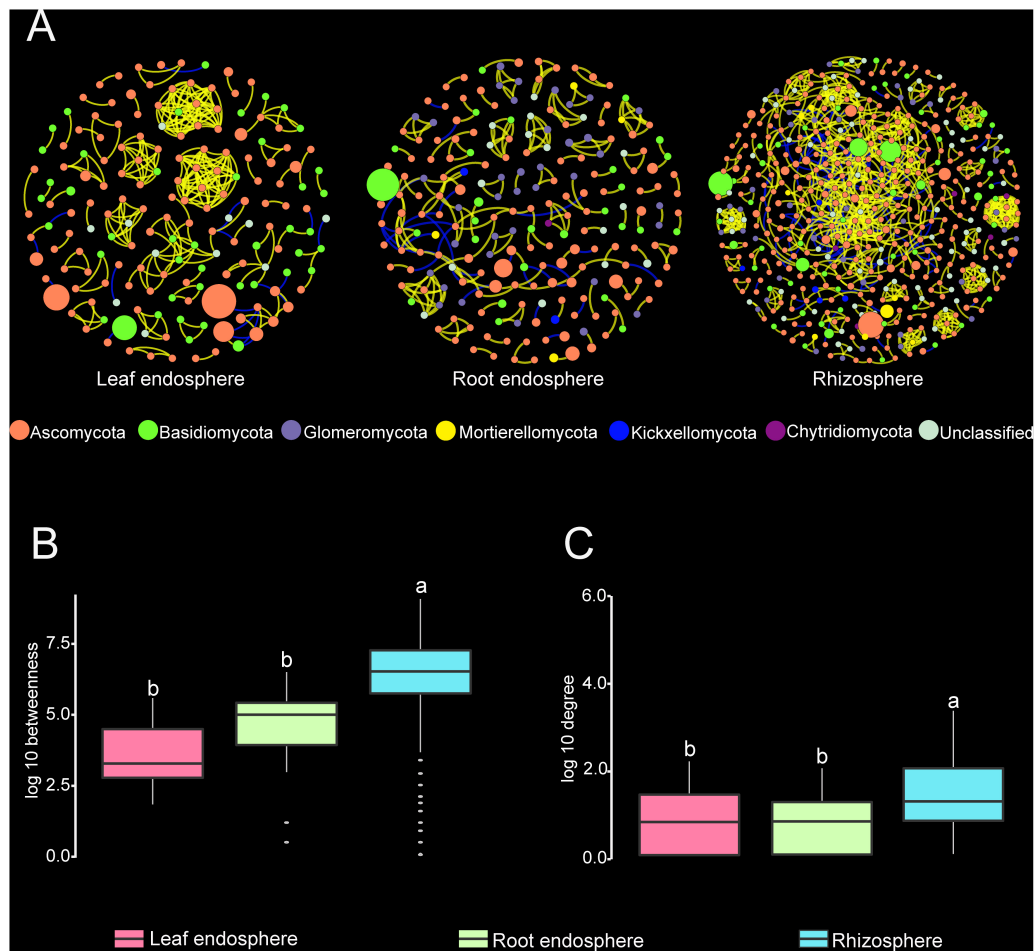 A
Leaf endosphere Root endosphere Rhizosphere
Ascomycota Basidiomycota Glomeromycota Mortierellomycota Kickxellomycota Chytridiomycota Unclassified
B
C
log 10 betweenness
7.5
5.0
2.5
0.0
b
b
a
log 10 degree
6.0
4.0
2.0
0.0
b
b
a
Leaf endosphere Root endosphere Rhizosphere